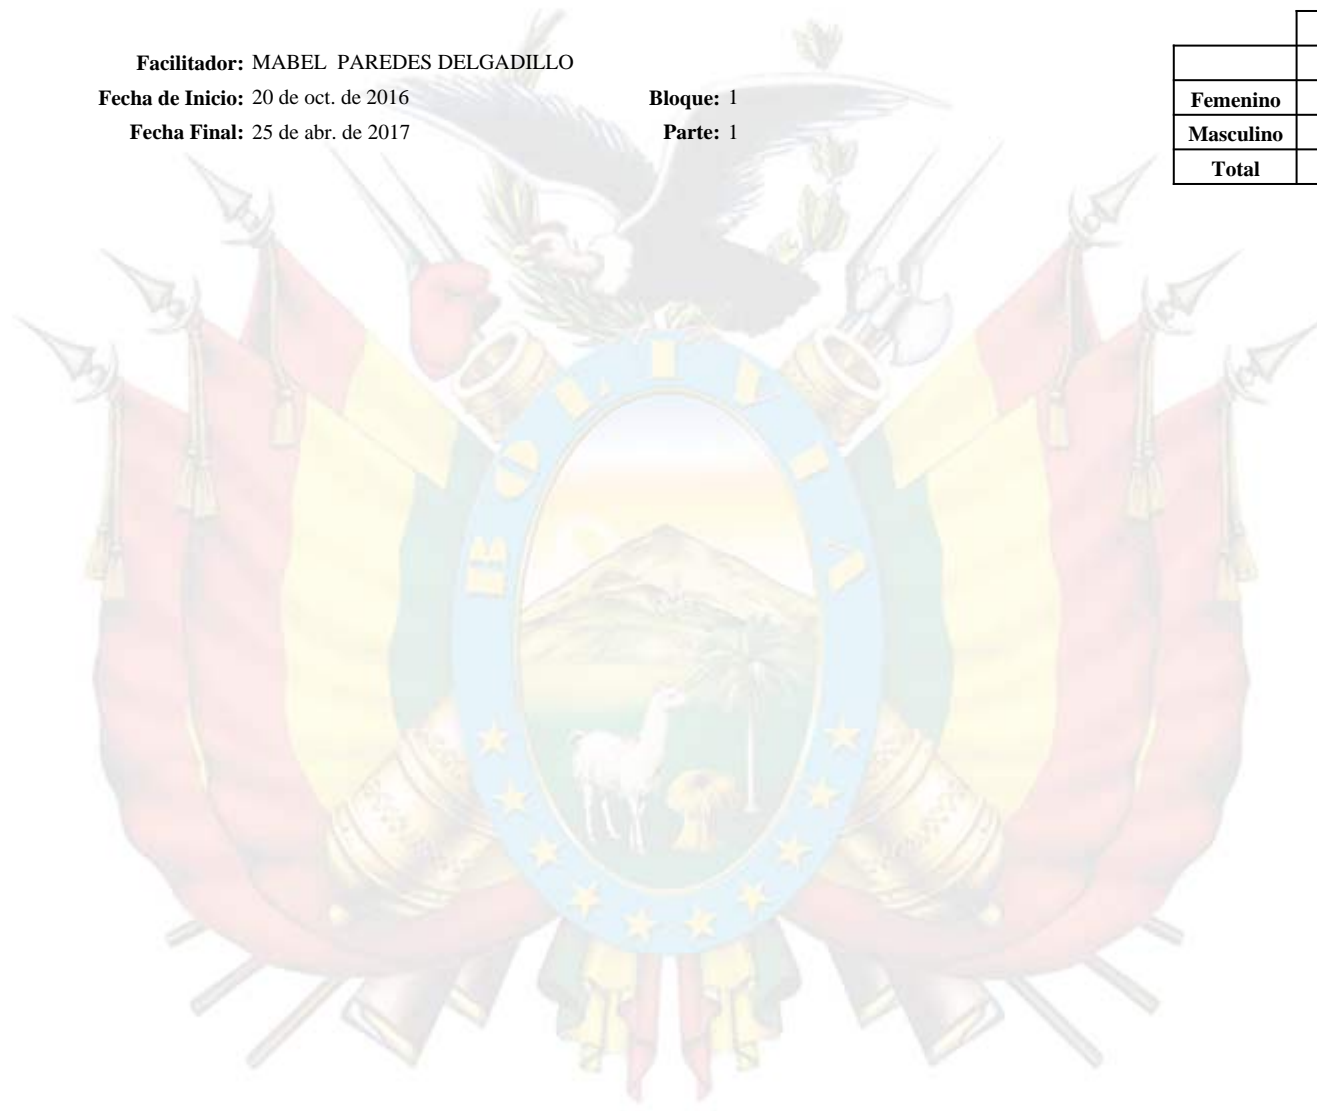 Facilitador: MABEL PAREDES DELGADILLO
Fecha de Inicio: 20 de oct. de 2016 Bloque: 1
Fecha Final: 25 de abr. de 2017 Parte: 1
Femenino
Masculino
Total
BOLIVIA